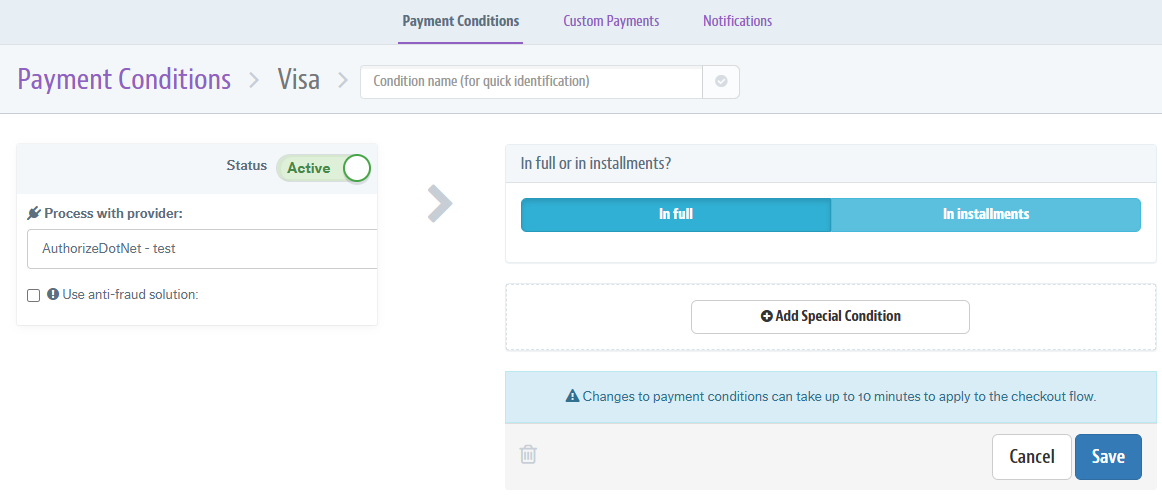 Payment Conditions Custom Payments Notifications
Payment Conditions > Visa > Condition name (for quick identification)
Status Active
Process with provider:
AuthorizeDotNet - test
Use anti-fraud solution:
In full or in installments?
In full In installments
Add Special Condition
Changes to payment conditions can take up to 10 minutes to apply to the checkout flow.
Cancel Save